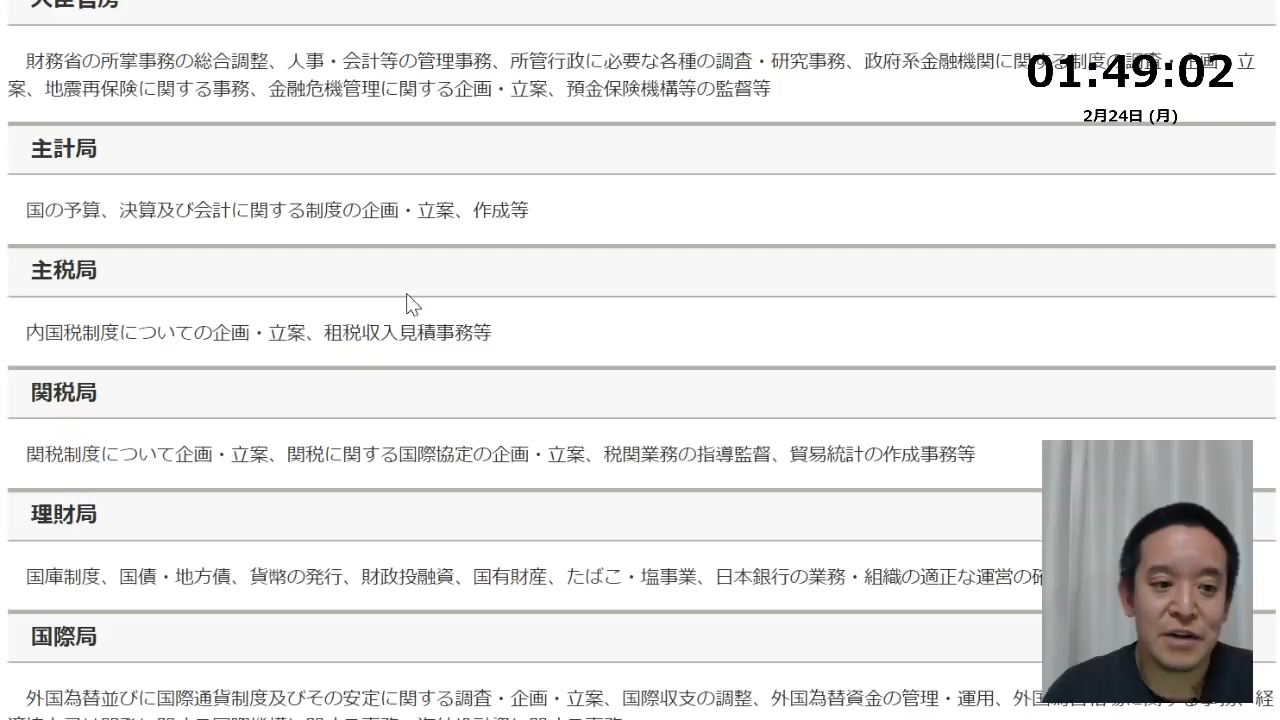 大臣官房
財務省の所掌事務の総合調整、人事・会計等の管理事務、所管行政に必要な各種の調査・研究事務、政府系金融機関に関する制度の調査・企画・立
案、地震再保険に関する事務、金融危機管理に関する企画・立案、預金保険機構等の監督等
01:49:02
2月24日 (月)
主計局
国の予算、決算及び会計に関する制度の企画・立案、作成等
主税局
内国税制度についての企画・立案、租税収入見積事務等
関税局
関税制度について企画・立案、関税に関する国際協定の企画・立案、税関業務の指導監督、貿易統計の作成事務等
理財局
国庫制度、国債・地方債、貨幣の発行、財政投融資、国有財産、たばこ・塩事業、日本銀行の業務・組織の適正な運営の確
国際局
外国為替並びに国際通貨制度及びその安定に関する調査・企画・立案、国際収支の調整、外国為替資金の管理・運用、外国